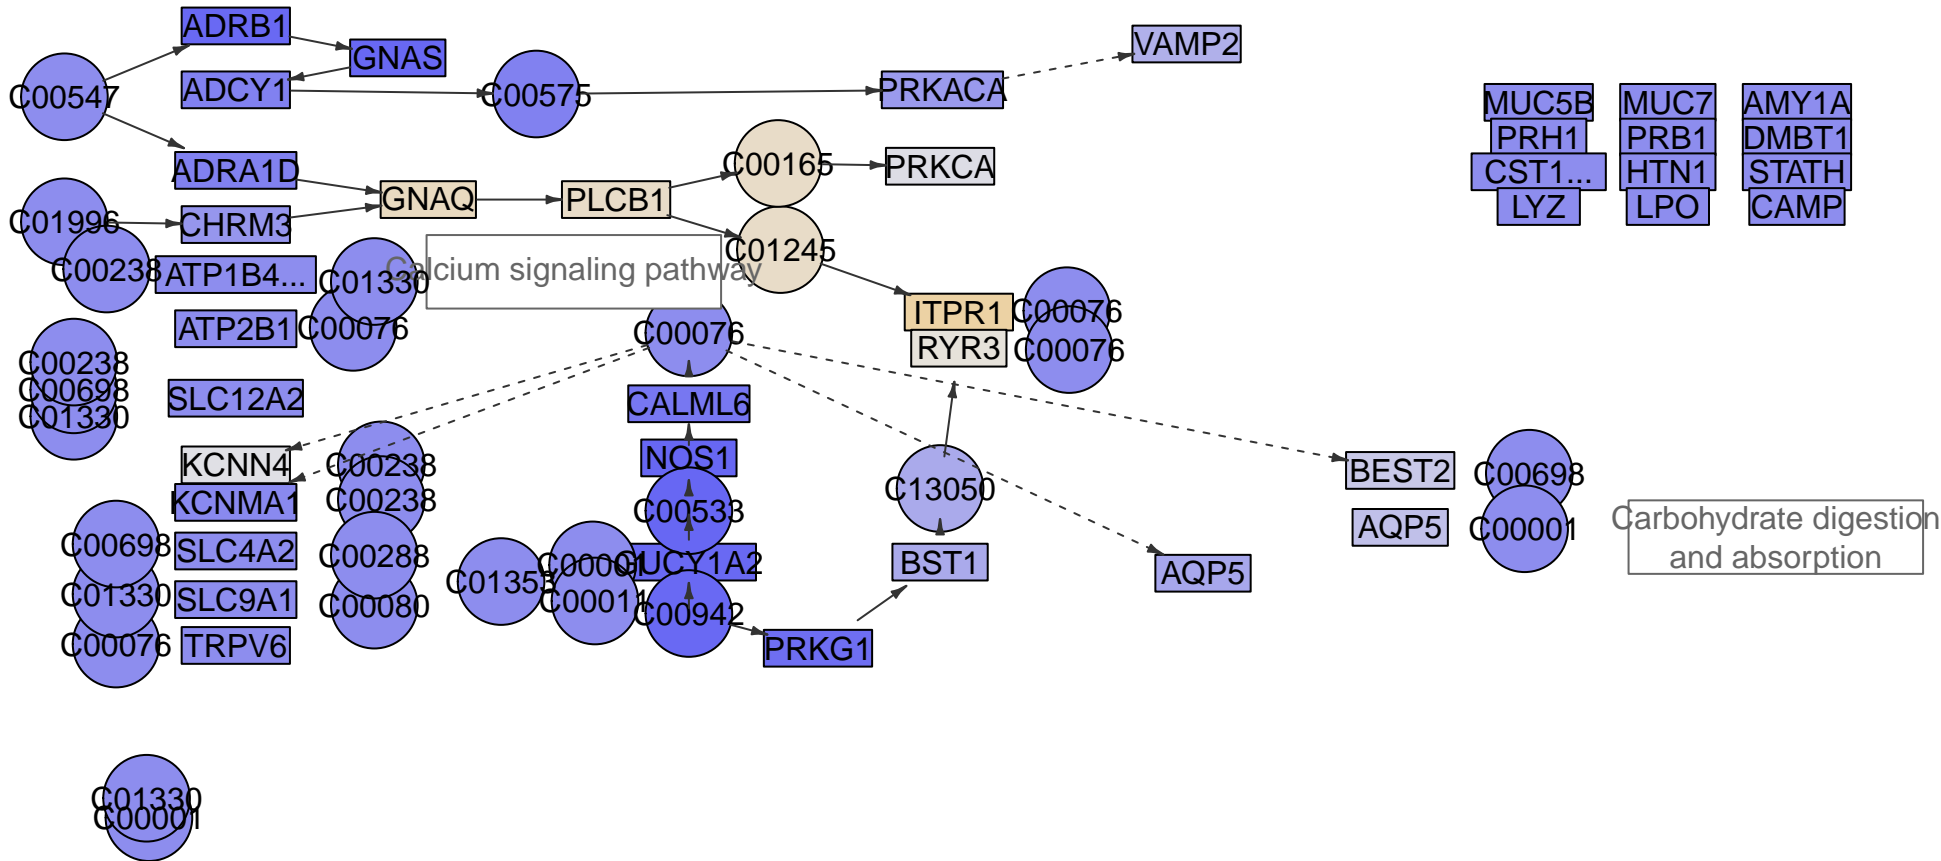 ADRB1
VAMP2
GNAS
C00547
ADCY1
C00575
PRKACA
MUC5B
MUC7
AMY1A
PRH1
PRB1
DMBT1
C00165
PRKCA
ADRA1D
CST1...
HTN1
STATH
GNAQ
PLCB1
LYZ
LPO
CAMP
C01996
CHRM3
C01245
C00238
ATP1B4...
C01330
Calcium signaling pathway
ITPR1
C00076
ATP2B1
C00076
C00076
RYR3
C00076
C00238
C00698
SLC12A2
CALML6
C01330
KCNN4
C00238
NOS1
BEST2
C00698
C13050
KCNMA1
C00238
C00533
AQP5
C00001
Carbohydrate digestion
and absorption
C00698
SLC4A2
C00288
C00001
GUCY1A2
BST1
AQP5
C01353
C01330
SLC9A1
C00080
C00011
C00942
C00076
TRPV6
PRKG1
C01330
C00001